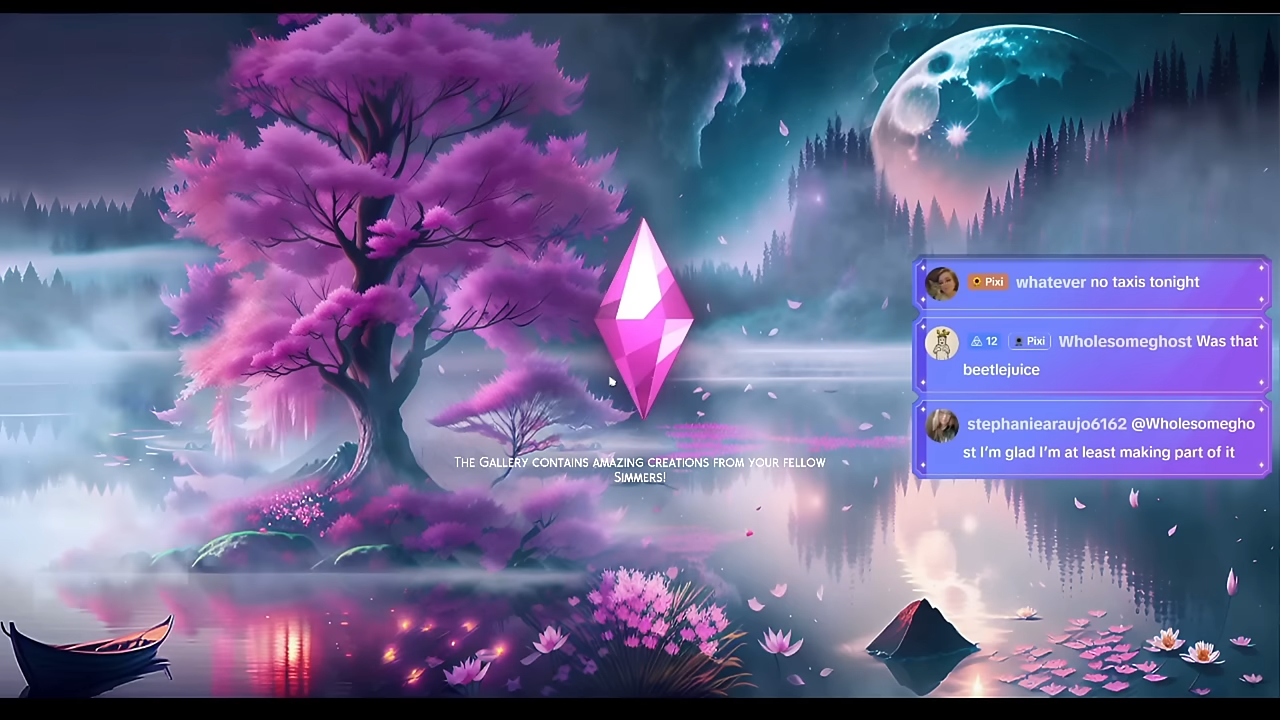 Pixi whatever no taxis tonight
12 Pixi Wholesomeghost Was that
beetlejuice
stephaniearaujo6162 @Wholesomegho
st I'm glad I'm at least making part of it
The Gallery contains amazing creations from your fellow
Simmers!